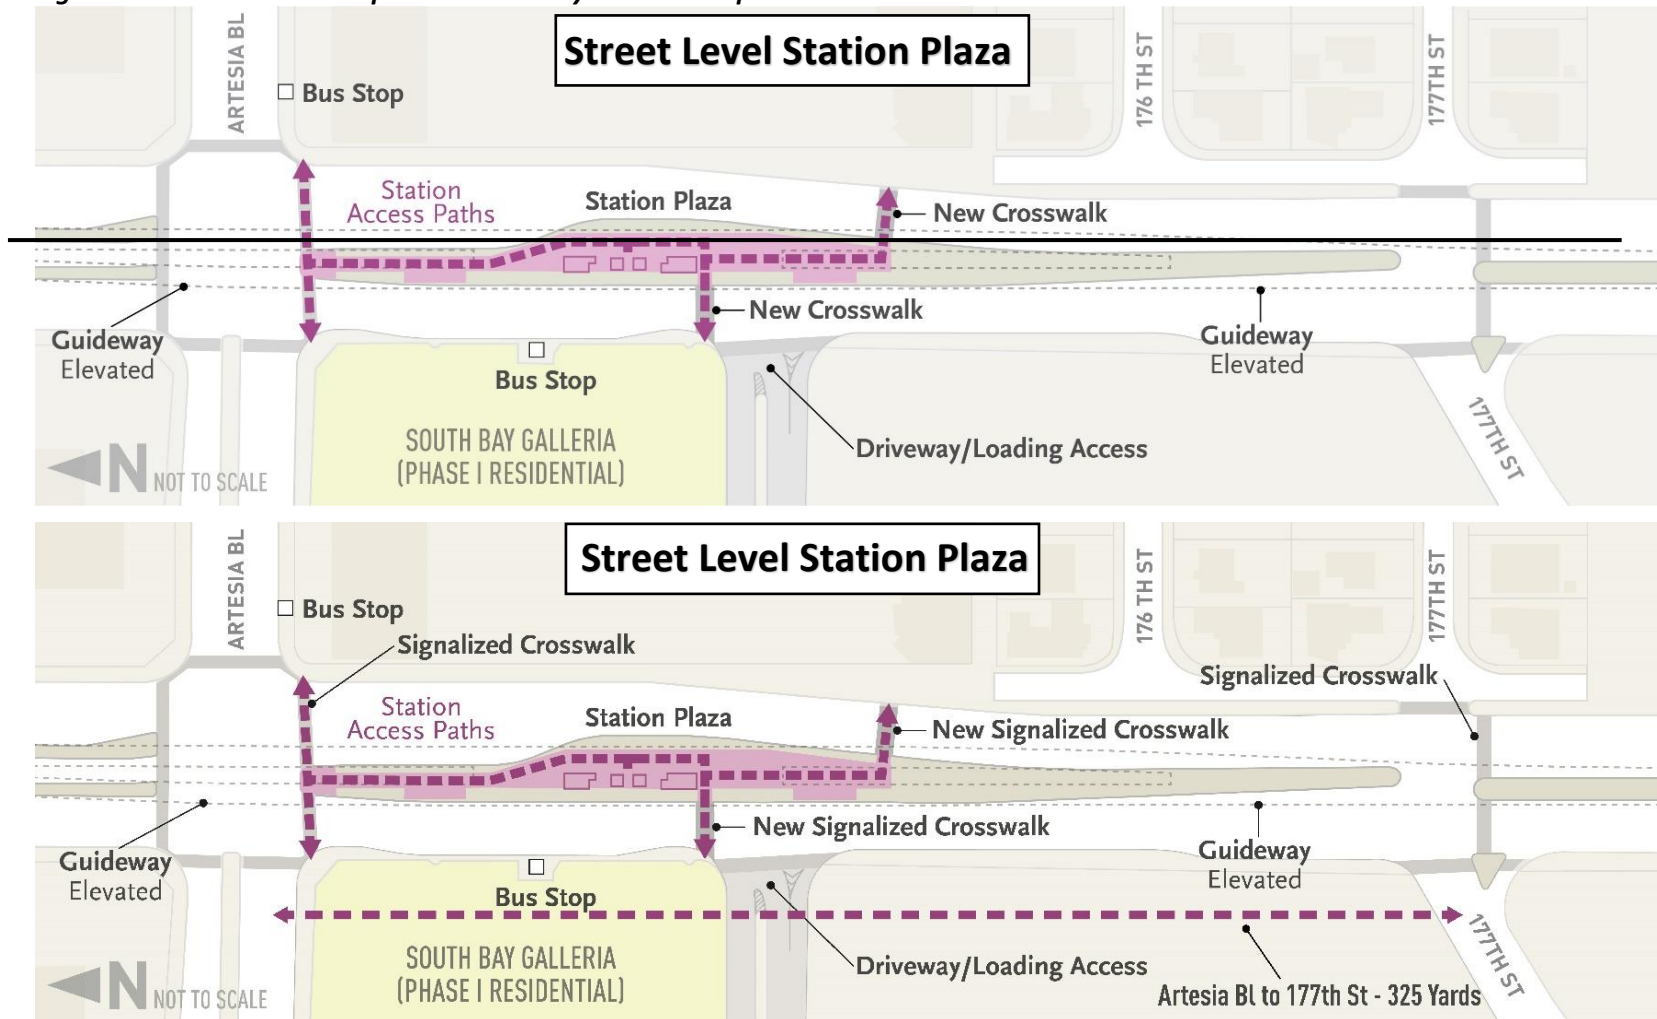 Street Level Station Plaza
ARTESIA BL
Bus Stop
176 TH ST
177TH ST
Station
Access Paths
Station Plaza
New Crosswalk
New Crosswalk
Guideway
Elevated
Guideway
Elevated
Bus Stop
SOUTH BAY GALLERIA
(PHASE I RESIDENTIAL)
Driveway/Loading Access
177TH ST
N NOT TO SCALE
Street Level Station Plaza
ARTESIA BL
Bus Stop
176 TH ST
177TH ST
Signalized Crosswalk
Signalized Crosswalk
Station
Access Paths
Station Plaza
New Signalized Crosswalk
New Signalized Crosswalk
Guideway
Elevated
Guideway
Elevated
Bus Stop
SOUTH BAY GALLERIA
(PHASE I RESIDENTIAL)
Driveway/Loading Access
177TH ST
Artesia Bl to 177th St - 325 Yards
N NOT TO SCALE